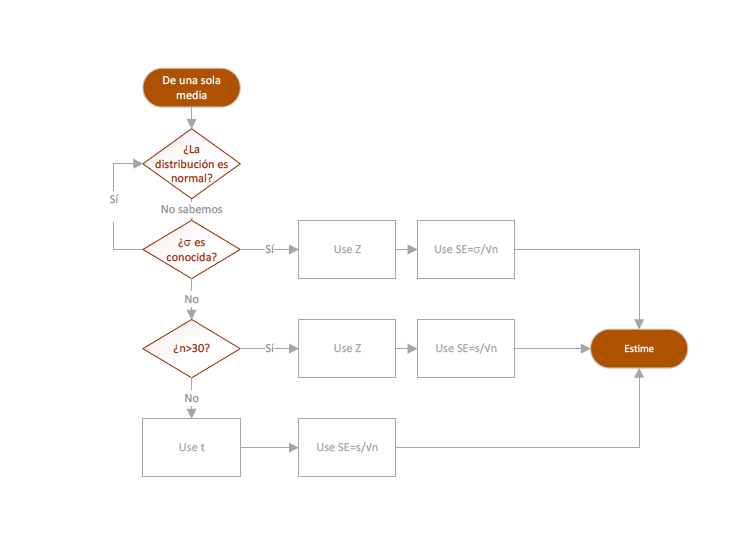 De una sola
media
¿La
distribución es
normal?
Sí
No sabemos
¿σ es
conocida?
Sí
Use Z
Use SE=σ/√n
No
¿n>30?
Sí
Use Z
Use SE=s/√n
Estime
No
Use t
Use SE=s/√n